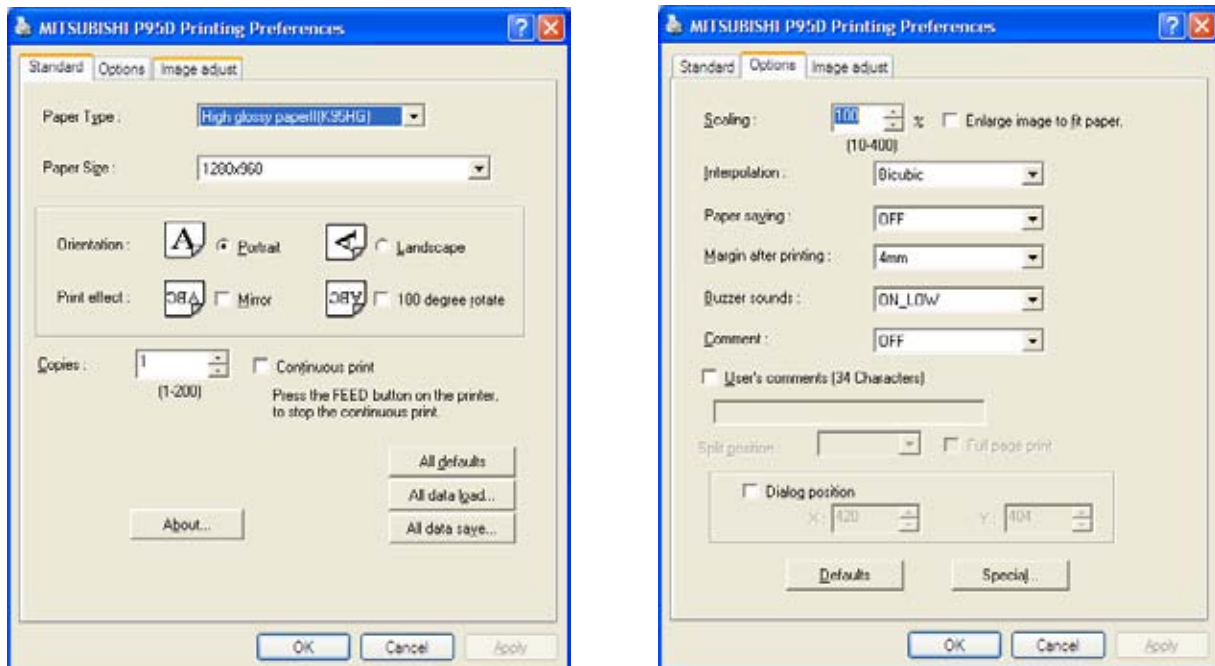 MITSUBISHI P95D Printing Preferences
Standard Options Image adjust
Paper Type : High glossy paperII(K95HG)
Paper Size : 1280x960
Orientation : A Portrait A Landscape
Print effect : ABC Mirror ABC 100 degree rotate
Copies : 1 Continuous print
(1-200) Press the FEED button on the printer,
to stop the continuous print.
All defaults
All data load...
About... All data save...
OK Cancel Apply
MITSUBISHI P95D Printing Preferences
Standard Options Image adjust
Scaling : 100 % Enlarge image to fit paper.
(10-400)
Interpolation : Bicubic
Paper saving : OFF
Margin after printing : 4mm
Buzzer sounds : ON_LOW
Comment : OFF
User's comments (34 Characters)
Split position : Full page print
Dialog position
X : 420 Y : 404
Defaults Special...
OK Cancel Apply